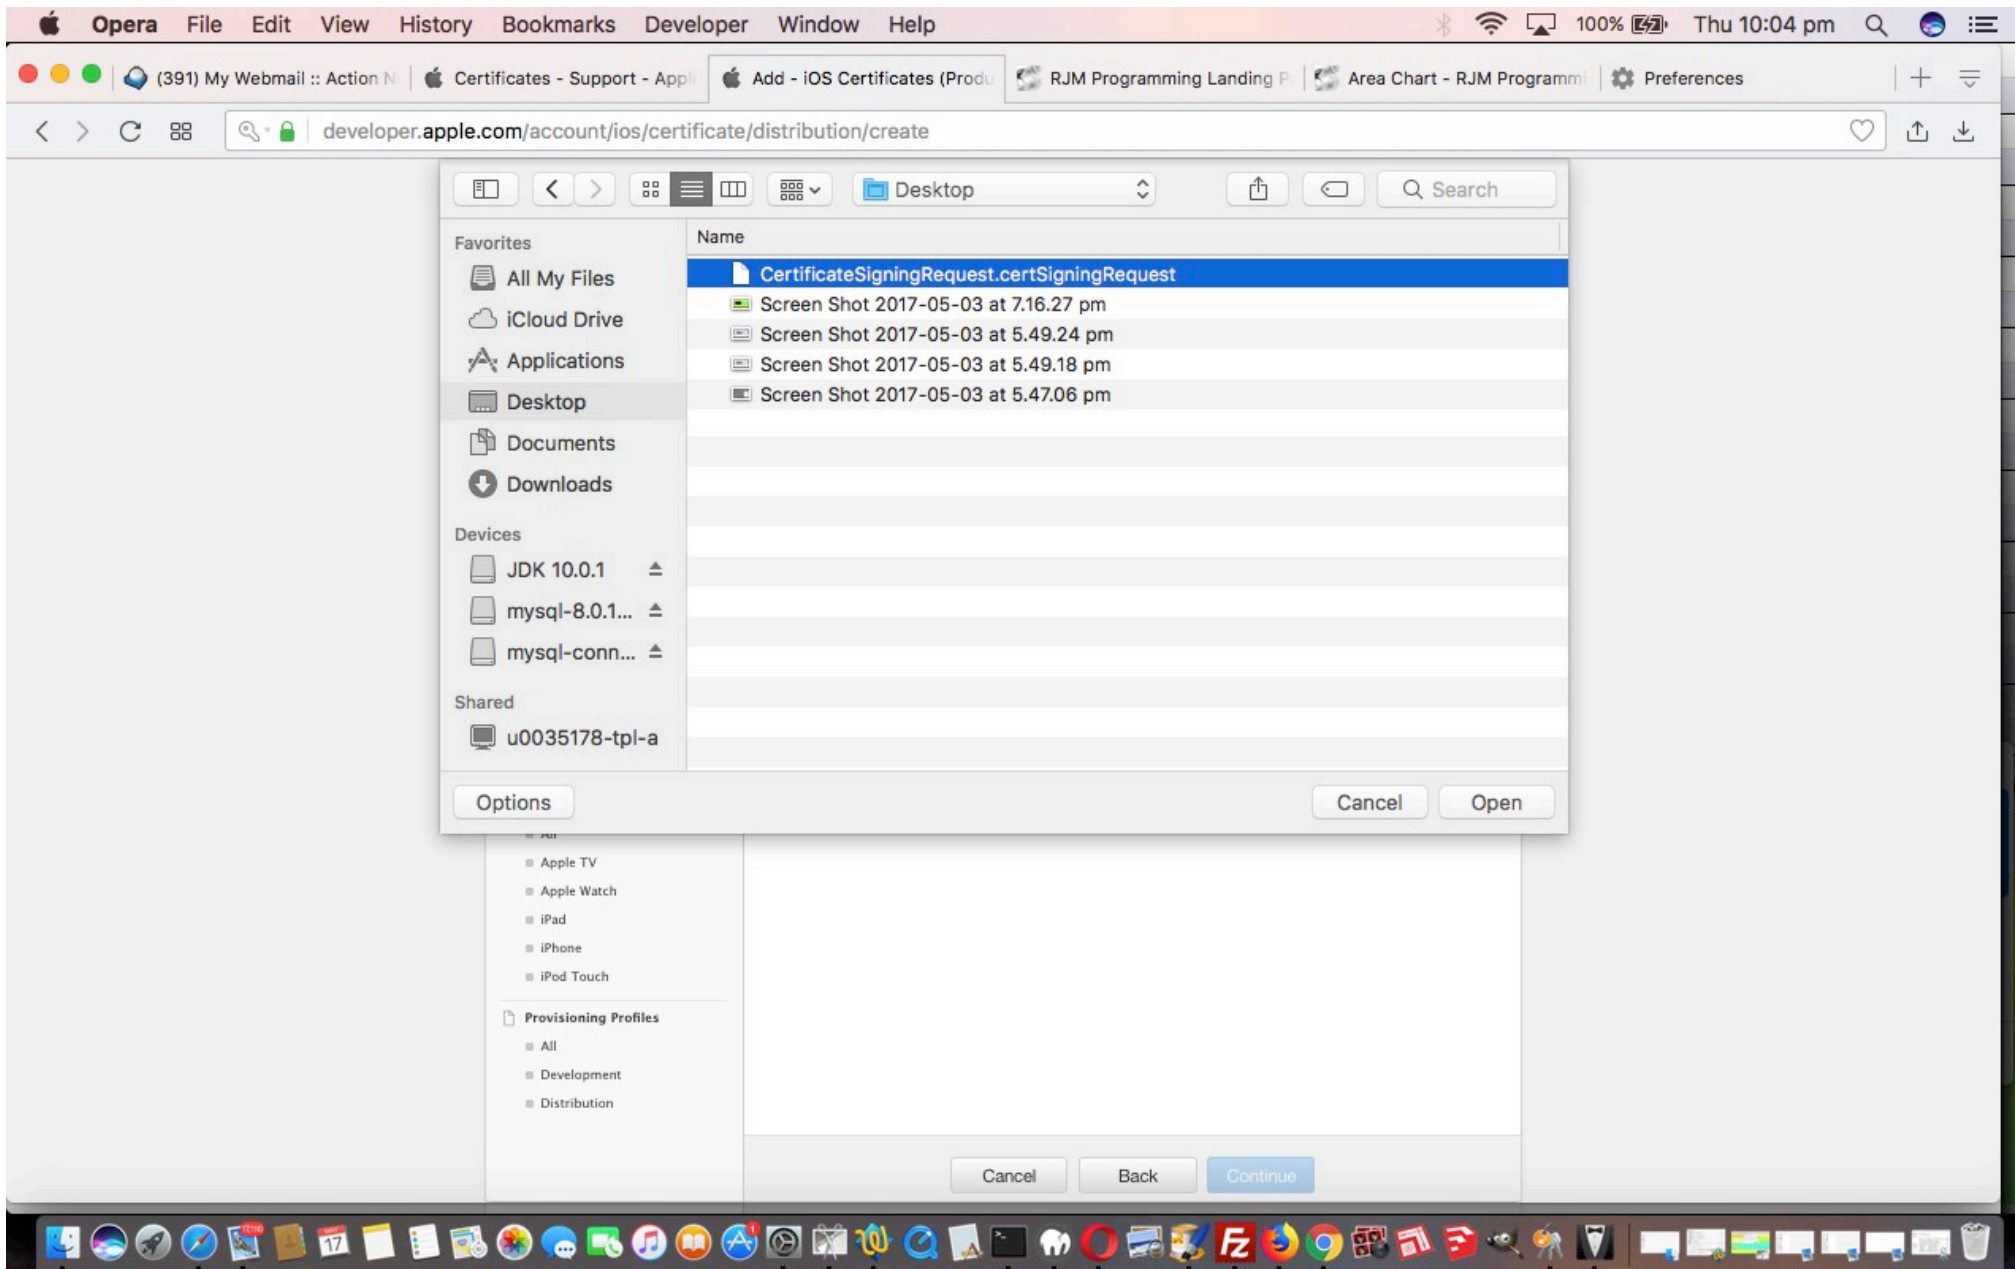 Opera File Edit View History Bookmarks Developer Window Help 100% Thu 10:04 pm
(391) My Webmail :: Action N Certificates - Support - Appl Add - iOS Certificates (Produ RJM Programming Landing P Area Chart - RJM Programmi Preferences
developer.apple.com/account/ios/certificate/distribution/create
Desktop Search
Favorites
All My Files
iCloud Drive
Applications
Desktop
Documents
Downloads
Devices
JDK 10.0.1
mysql-8.0.1...
mysql-conn...
Shared
u0035178-tpl-a
Name
CertificateSigningRequest.certSigningRequest
Screen Shot 2017-05-03 at 7.16.27 pm
Screen Shot 2017-05-03 at 5.49.24 pm
Screen Shot 2017-05-03 at 5.49.18 pm
Screen Shot 2017-05-03 at 5.47.06 pm
Options Cancel Open
All
Apple TV
Apple Watch
iPad
iPhone
iPod Touch
Provisioning Profiles
All
Development
Distribution
Cancel Back Continue
17
Fz